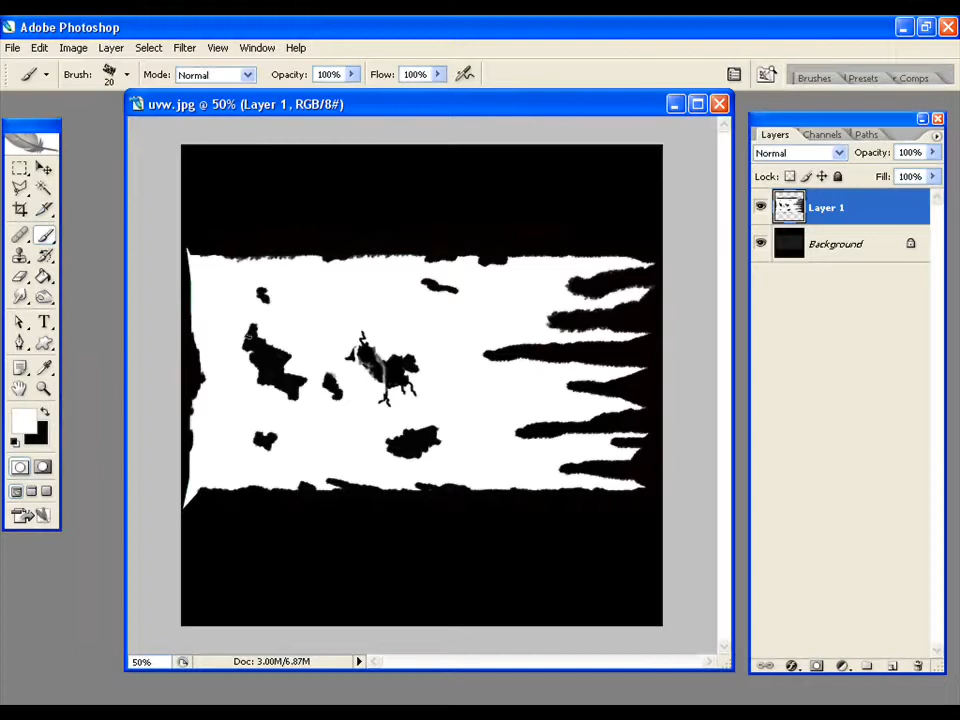 Adobe Photoshop
File Edit Image Layer Select Filter View Window Help
Brush: 20 Mode: Normal Opacity: 100% Flow: 100% Brushes Presets Comps
uvw.jpg @ 50% (Layer 1, RGB/8#)
Layers Channels Paths
Normal Opacity: 100%
Lock: Fill: 100%
Layer 1
Background
T
50% Doc: 3.00M/6.87M